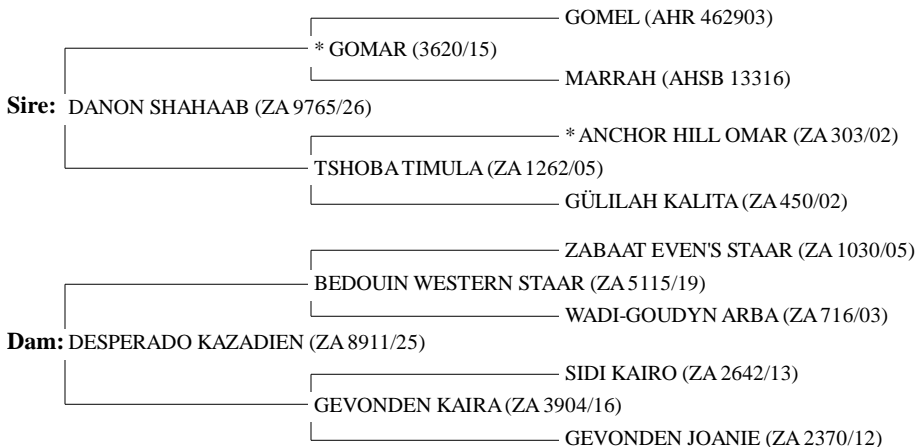 GOMEL (AHR 462903)
* GOMAR (3620/15)
MARRAH (AHSB 13316)
Sire: DANON SHAHAAB (ZA 9765/26)
* ANCHOR HILL OMAR (ZA 303/02)
TSHOBA TIMULA (ZA 1262/05)
GÜLILAH KALITA (ZA 450/02)
ZABAAT EVEN'S STAAR (ZA 1030/05)
BEDOUIN WESTERN STAAR (ZA 5115/19)
WADI-GOUDYN ARBA (ZA 716/03)
Dam: DESPERADO KAZADIEN (ZA 8911/25)
SIDI KAIRO (ZA 2642/13)
GEVONDEN KAIRA (ZA 3904/16)
GEVONDEN JOANIE (ZA 2370/12)